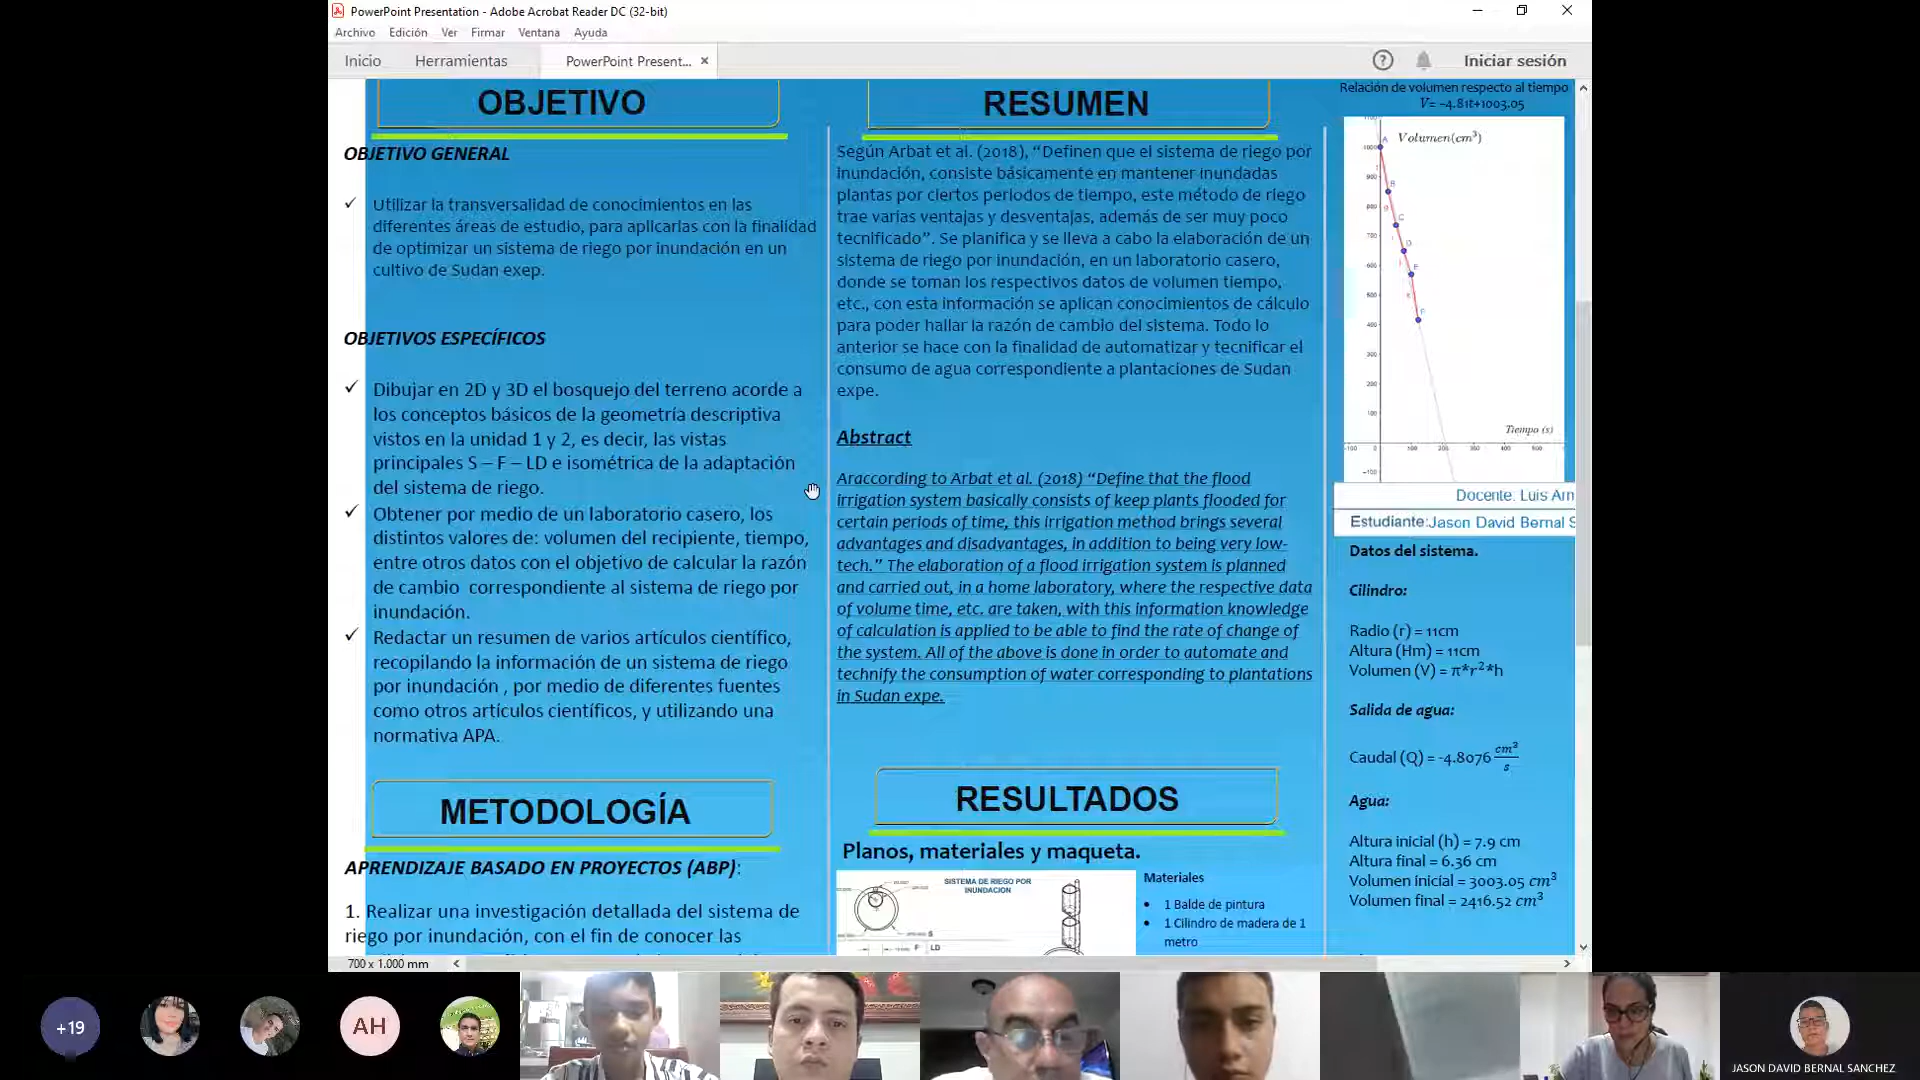 PowerPoint Presentation - Adobe Acrobat Reader DC (32-bit)
Archivo Edición Ver Firmar Ventana Ayuda
Inicio Herramientas PowerPoint Present... × Iniciar sesión
OBJETIVO
OBJETIVO GENERAL
✓ Utilizar la transversalidad de conocimientos en las
diferentes áreas de estudio, para aplicarlas con la finalidad
de optimizar un sistema de riego por inundación en un
cultivo de Sudan exep.
OBJETIVOS ESPECÍFICOS
✓ Dibujar en 2D y 3D el bosquejo del terreno acorde a
los conceptos básicos de la geometría descriptiva
vistos en la unidad 1 y 2, es decir, las vistas
principales S – F – LD e isométrica de la adaptación
del sistema de riego.
✓ Obtener por medio de un laboratorio casero, los
distintos valores de: volumen del recipiente, tiempo,
entre otros datos con el objetivo de calcular la razón
de cambio correspondiente al sistema de riego por
inundación.
✓ Redactar un resumen de varios artículos científico,
recopilando la información de un sistema de riego
por inundación , por medio de diferentes fuentes
como otros artículos científicos, y utilizando una
normativa APA.
METODOLOGÍA
APRENDIZAJE BASADO EN PROYECTOS (ABP):
1. Realizar una investigación detallada del sistema de
riego por inundación, con el fin de conocer las
RESUMEN
Según Arbat et al. (2018), “Definen que el sistema de riego por
inundación, consiste básicamente en mantener inundadas
plantas por ciertos periodos de tiempo, este método de riego
trae varias ventajas y desventajas, además de ser muy poco
tecnificado”. Se planifica y se lleva a cabo la elaboración de un
sistema de riego por inundación, en un laboratorio casero,
donde se toman los respectivos datos de volumen tiempo,
etc., con esta información se aplican conocimientos de cálculo
para poder hallar la razón de cambio del sistema. Todo lo
anterior se hace con la finalidad de automatizar y tecnificar el
consumo de agua correspondiente a plantaciones de Sudan
expe.
Abstract
Araccording to Arbat et al. (2018) “Define that the flood
irrigation system basically consists of keep plants flooded for
certain periods of time, this irrigation method brings several
advantages and disadvantages, in addition to being very low-
tech.” The elaboration of a flood irrigation system is planned
and carried out, in a home laboratory, where the respective data
of volume time, etc. are taken, with this information knowledge
of calculation is applied to be able to find the rate of change of
the system. All of the above is done in order to automate and
technify the consumption of water corresponding to plantations
in Sudan expe.
RESULTADOS
Planos, materiales y maqueta.
SISTEMA DE RIEGO POR
INUNDACION
S
F LD
Materiales
• 1 Balde de pintura
• 1 Cilindro de madera de 1
metro
Relación de volumen respecto al tiempo
V= -4.81t+1003.05
Volumen(cm³)
1000
900
800
700
600
500
400
300
200
100
Tiempo (s)
-100 0 100 200 300 400 500
-100
Docente: Luis Arn
Estudiante:Jason David Bernal S
Datos del sistema.
Cilindro:
Radio (r) = 11cm
Altura (Hm) = 11cm
Volumen (V) = π*r²*h
Salida de agua:
Caudal (Q) = -4.8076 cm³/s
Agua:
Altura inicial (h) = 7.9 cm
Altura final = 6.36 cm
Volumen inicial = 3003.05 cm³
Volumen final = 2416.52 cm³
700 x 1.000 mm
+19
AH
JASON DAVID BERNAL SANCHEZ